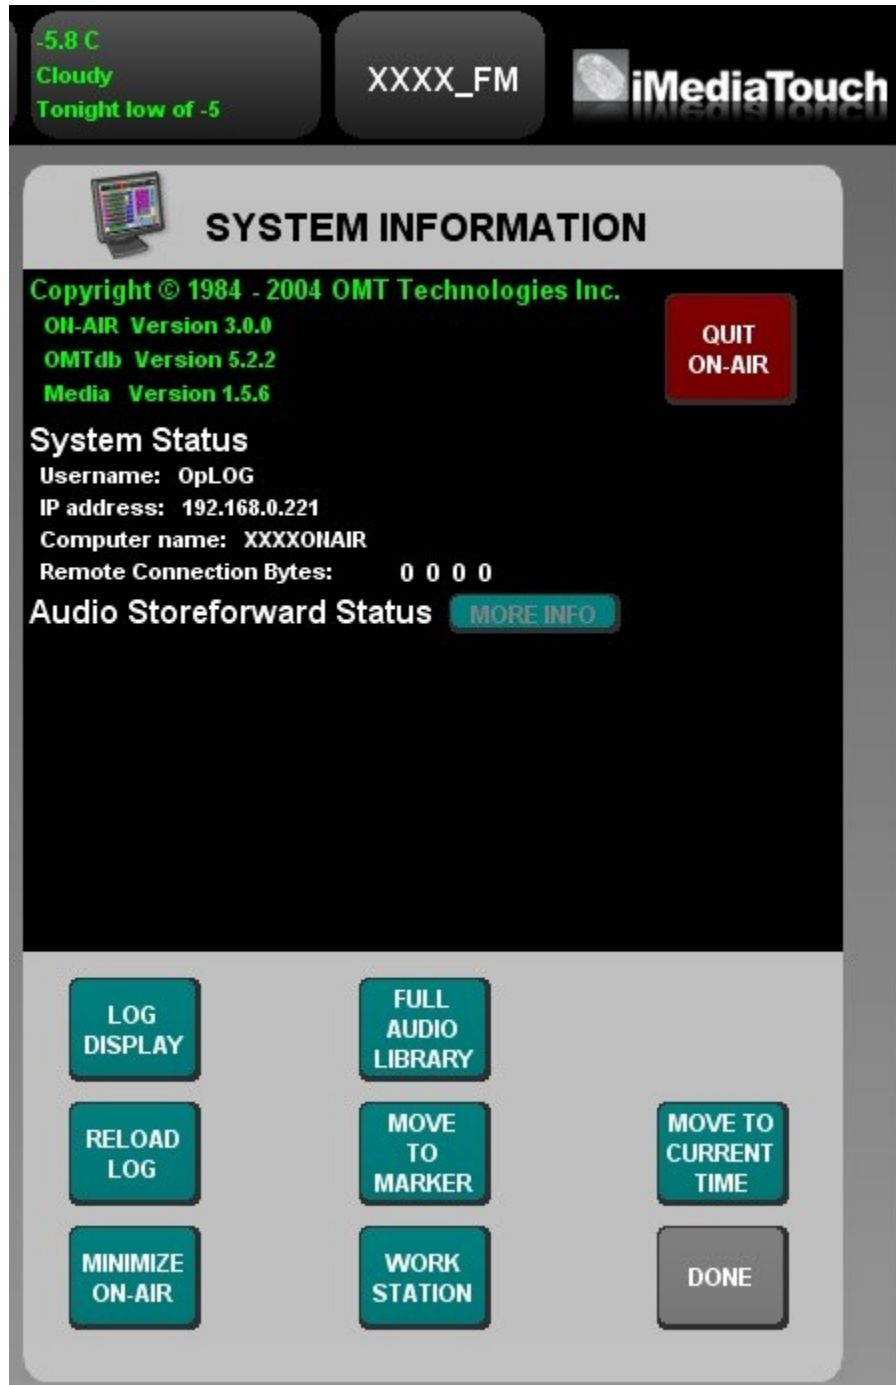 -5.8 C
Cloudy
Tonight low of -5
XXXX_FM
iMediaTouch
SYSTEM INFORMATION
Copyright © 1984 - 2004 OMT Technologies Inc.
ON-AIR Version 3.0.0
OMTdb Version 5.2.2
Media Version 1.5.6
QUIT
ON-AIR
System Status
Username: OpLOG
IP address: 192.168.0.221
Computer name: XXXXONAIR
Remote Connection Bytes: 0 0 0 0
Audio Storeforward Status MORE INFO
LOG
DISPLAY
FULL
AUDIO
LIBRARY
RELOAD
LOG
MOVE
TO
MARKER
MOVE TO
CURRENT
TIME
MINIMIZE
ON-AIR
WORK
STATION
DONE